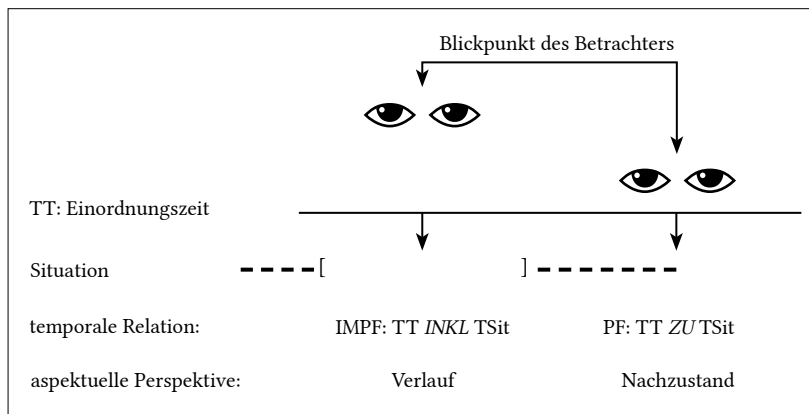 Blickpunkt des Betrachters
TT: Einordnungszeit
Situation [ ]
temporale Relation: IMPF: TT INKL TSit PF: TT ZU TSit
aspektuelle Perspektive: Verlauf Nachzustand